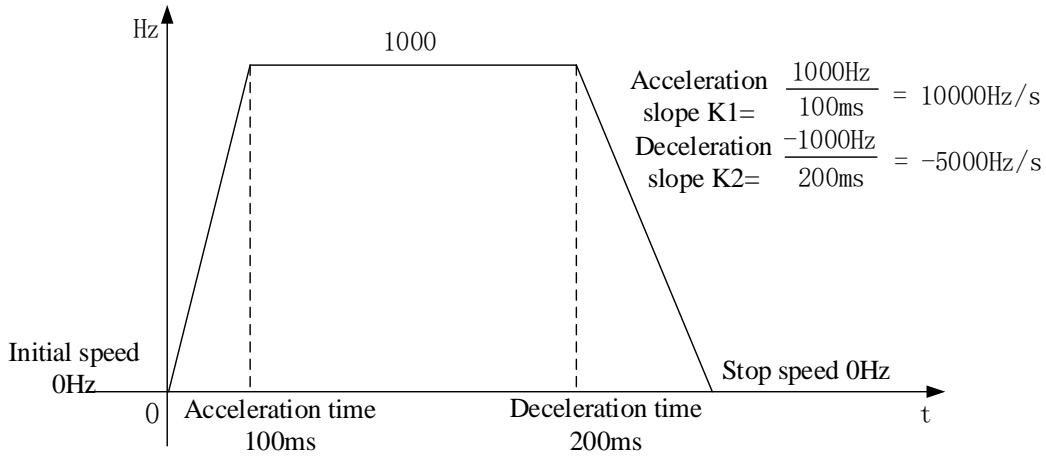 Hz
1000
Acceleration slope K1= 1000Hz/100ms = 10000Hz/s
Deceleration slope K2= -1000Hz/200ms = -5000Hz/s
Initial speed
0Hz
Stop speed 0Hz
0
Acceleration time
100ms
Deceleration time
200ms
t